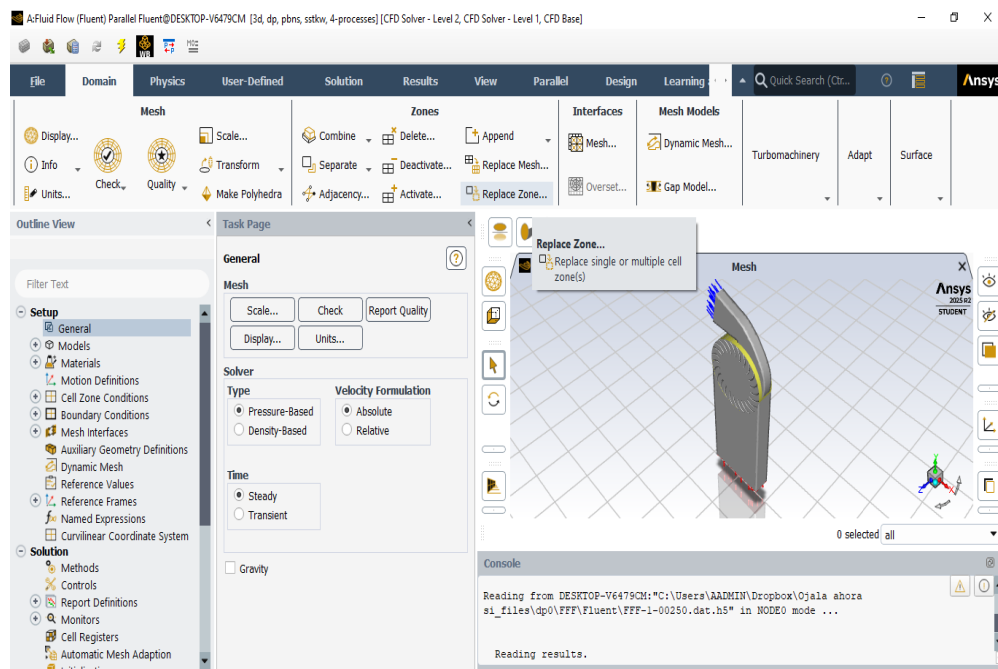 A:Fluid Flow (Fluent) Parallel Fluent@DESKTOP-V6479CM [3d, dp, pbns, sstkw, 4-processes] [CFD Solver - Level 2, CFD Solver - Level 1, CFD Base]
WB
File Domain Physics User-Defined Solution Results View Parallel Design Learning Quick Search (Ctr... Ansys
Mesh Zones Interfaces Mesh Models
Display... Scale... Combine Delete... Append Mesh... Dynamic Mesh...
Info Check Quality Transform Separate Deactivate... Replace Mesh... Turbomachinery Adapt Surface
Units... Make Polyhedra Adjacency... Activate... Replace Zone... Overset... Gap Model...
Outline View
Filter Text
Setup
General
Models
Materials
Motion Definitions
Cell Zone Conditions
Boundary Conditions
Mesh Interfaces
Auxiliary Geometry Definitions
Dynamic Mesh
Reference Values
Reference Frames
Named Expressions
Curvilinear Coordinate System
Solution
Methods
Controls
Report Definitions
Monitors
Cell Registers
Automatic Mesh Adaption
Task Page
General
Mesh
Scale... Check Report Quality
Display... Units...
Solver
Type Velocity Formulation
Pressure-Based Absolute
Density-Based Relative
Time
Steady
Transient
Gravity
Replace Zone...
Replace single or multiple cell
zone(s)
Mesh
Ansys
2025 R2
STUDENT
0 selected all
Console
Reading from DESKTOP-V6479CM:"C:\Users\AADMIN\Dropbox\Ojala ahora
si_files\dp0\FFF\Fluent\FFF-1-00250.dat.h5" in NODE0 mode ...
Reading results.